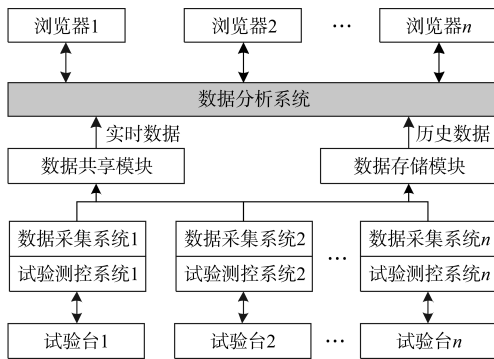 浏览器1
浏览器2
…
浏览器n
数据分析系统
实时数据
历史数据
数据共享模块
数据存储模块
数据采集系统1
数据采集系统2
…
数据采集系统n
试验测控系统1
试验测控系统2
试验测控系统n
试验台1
试验台2
…
试验台n